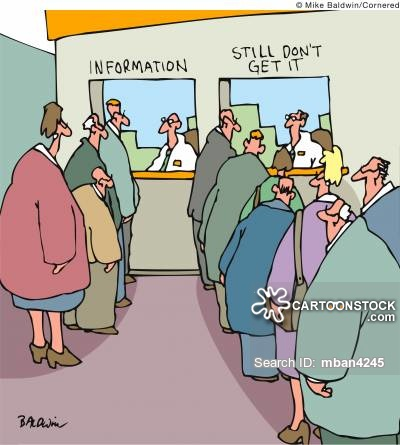 © Mike Baldwin/Cornered
INFORMATION
STILL DON'T
GET IT
CARTOONSTOCK
.com
Search ID: mban4245
BALDWIN